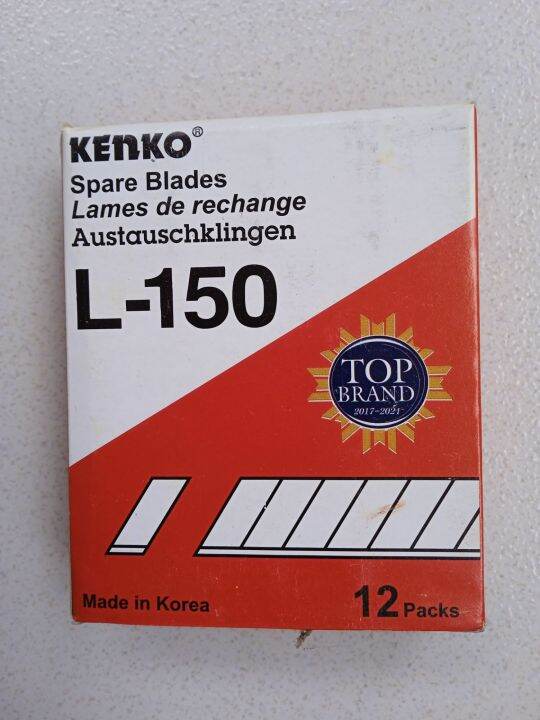 KENKO®
Spare Blades
Lames de rechange
Austauschklingen
L-150
TOP
BRAND
2017-2021
Made in Korea
12 Packs